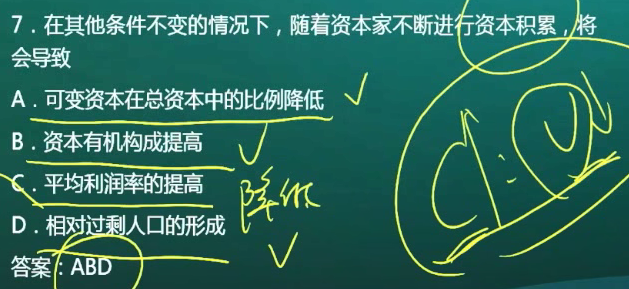 7．在其他条件不变的情况下，随着资本家不断进行资本积累，将
会导致
A．可变资本在总资本中的比例降低
B．资本有机构成提高
C．平均利润率的提高
降低
D．相对过剩人口的形成
答案：ABD
C：V